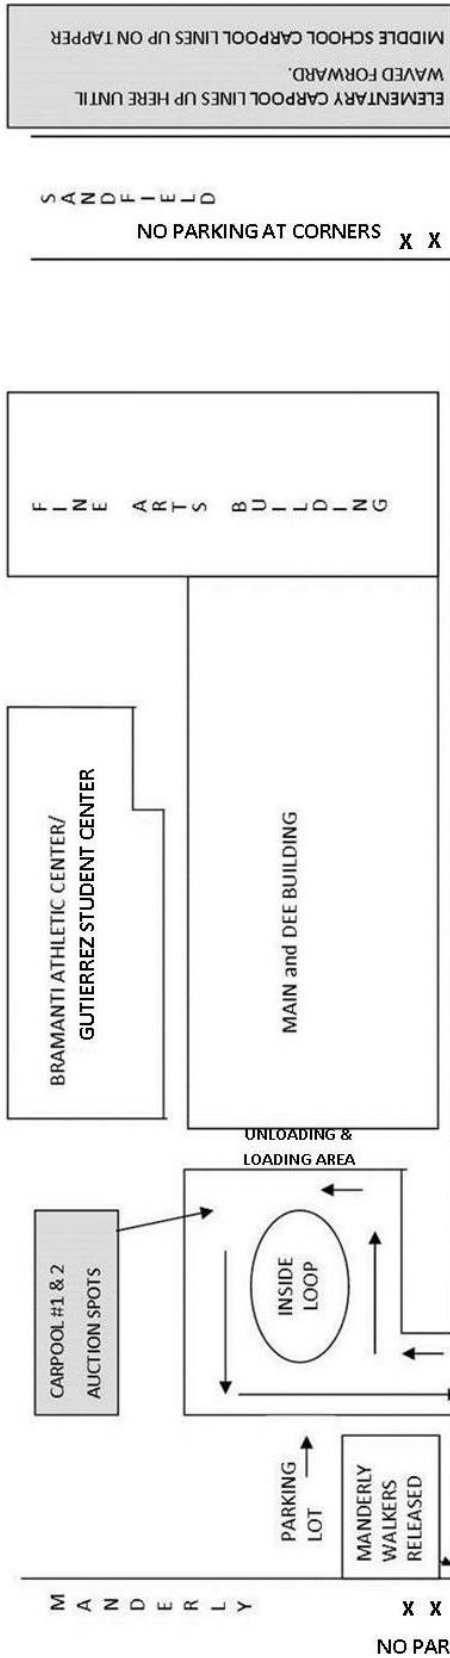 ELEMENTARY CARPOOL LINES UP HERE UNTIL
WAVED FORWARD.
MIDDLE SCHOOL CARPOOL LINES UP ON TAPPER
SANDFIELD
NO PARKING AT CORNERS X X
FINE ARTS BUILDING
BRAMANTI ATHLETIC CENTER/
GUTIERREZ STUDENT CENTER
MAIN and DEE BUILDING
UNLOADING &
LOADING AREA
CARPOOL #1 & 2
AUCTION SPOTS
INSIDE
LOOP
PARKING
LOT
MANDERLY
WALKERS
RELEASED
MANDERLY
X X
NO PAR